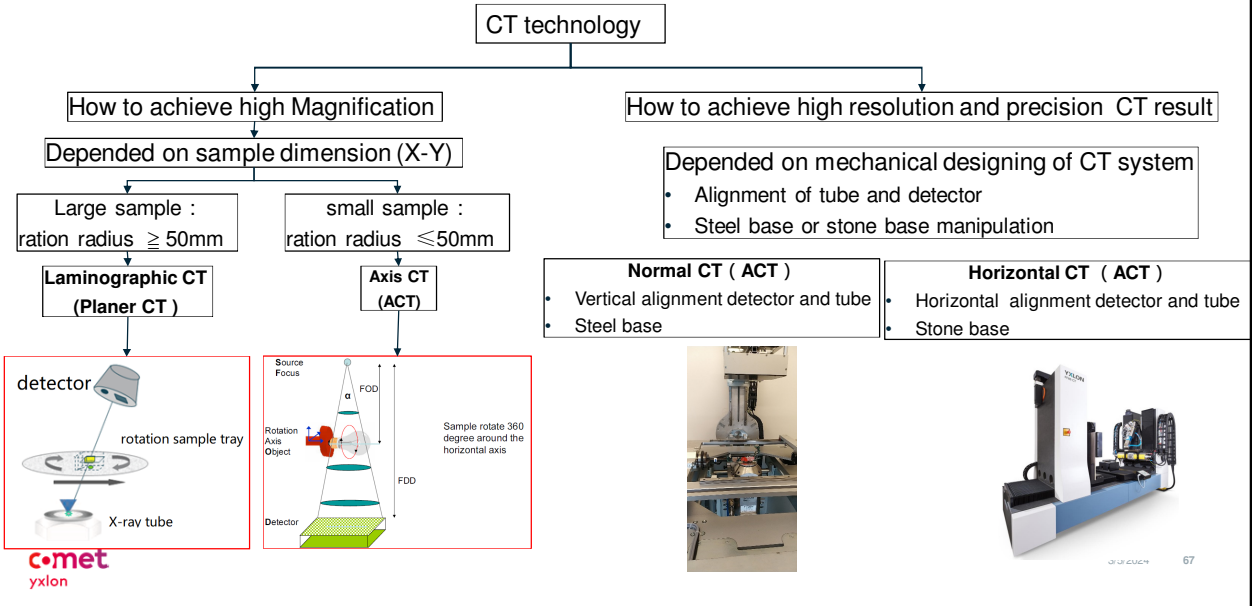 CT technology
How to achieve high Magnification
How to achieve high resolution and precision CT result
Depended on sample dimension (X-Y)
Depended on mechanical designing of CT system
• Alignment of tube and detector
• Steel base or stone base manipulation
Large sample :
ration radius ≧ 50mm
small sample :
ration radius ≤50mm
Laminographic CT
(Planer CT )
Axis CT
(ACT)
Normal CT ( ACT )
• Vertical alignment detector and tube
• Steel base
Horizontal CT ( ACT )
• Horizontal alignment detector and tube
• Stone base
detector
rotation sample tray
X-ray tube
Source
Focus
FOD
α
Rotation
Axis
Object
Sample rotate 360
degree around the
horizontal axis
FDD
Detector
YXLON
comet
yxlon
3/5/2024
67